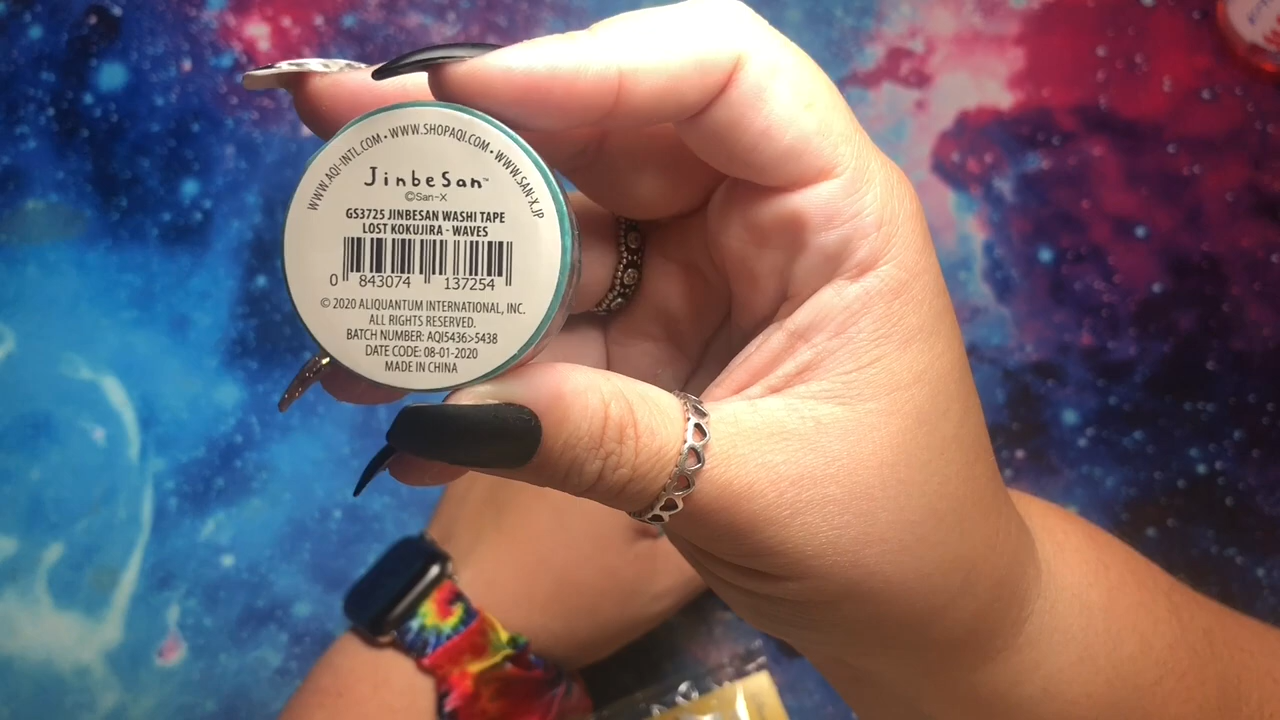 WWW.AQI-INTL.COM • WWW.SHOPAQI.COM • WWW.SAN-X.JP
JinbeSan™
©San-X
GS3725 JINBESAN WASHI TAPE
LOST KOKUJIRA - WAVES
0 843074 137254
© 2020 ALIQUANTUM INTERNATIONAL, INC.
ALL RIGHTS RESERVED.
BATCH NUMBER: AQI5436>5438
DATE CODE: 08-01-2020
MADE IN CHINA